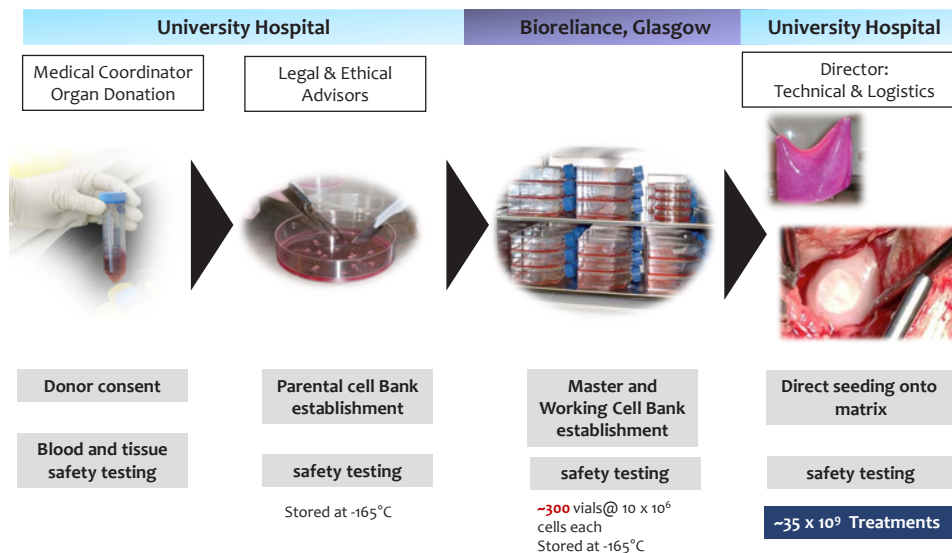 University Hospital
Bioreliance, Glasgow
University Hospital
Medical Coordinator
Organ Donation
Legal & Ethical
Advisors
Director:
Technical & Logistics
Donor consent
Blood and tissue
safety testing
Parental cell Bank
establishment
safety testing
Stored at -165°C
Master and
Working Cell Bank
establishment
safety testing
~300 vials@ 10 x 10⁶
cells each
Stored at -165°C
Direct seeding onto
matrix
safety testing
~35 x 10⁹ Treatments